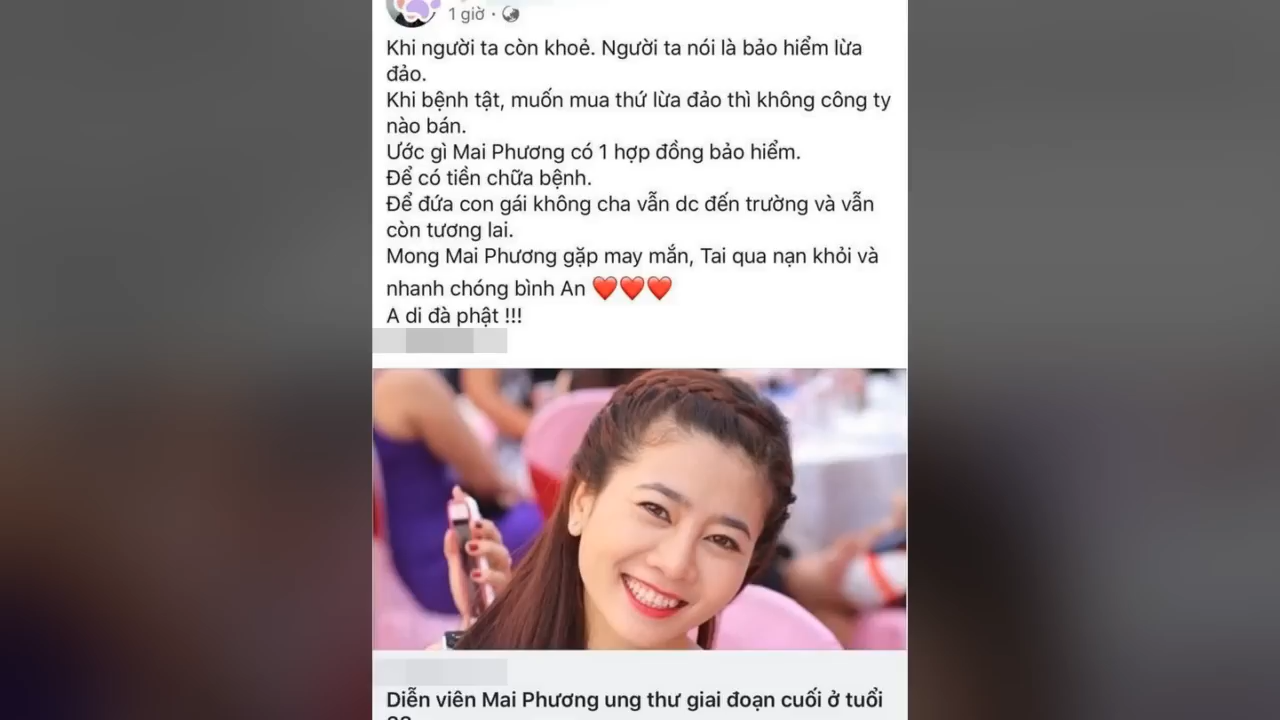 1 giờ ·
Khi người ta còn khoẻ. Người ta nói là bảo hiểm lừa
đảo.
Khi bệnh tật, muốn mua thứ lừa đảo thì không công ty
nào bán.
Ước gì Mai Phương có 1 hợp đồng bảo hiểm.
Để có tiền chữa bệnh.
Để đứa con gái không cha vẫn dc đến trường và vẫn
còn tương lai.
Mong Mai Phương gặp may mắn, Tai qua nạn khỏi và
nhanh chóng bình An ❤️❤️❤️
A di đà phật !!!
Diễn viên Mai Phương ung thư giai đoạn cuối ở tuổi